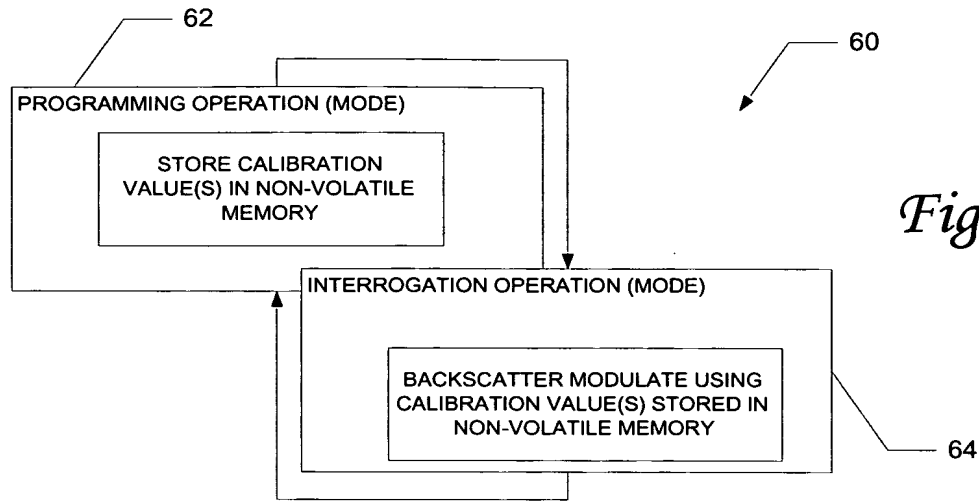 62
60
PROGRAMMING OPERATION (MODE)
STORE CALIBRATION
VALUE(S) IN NON-VOLATILE
MEMORY
Fig
INTERROGATION OPERATION (MODE)
BACKSCATTER MODULATE USING
CALIBRATION VALUE(S) STORED IN
NON-VOLATILE MEMORY
64